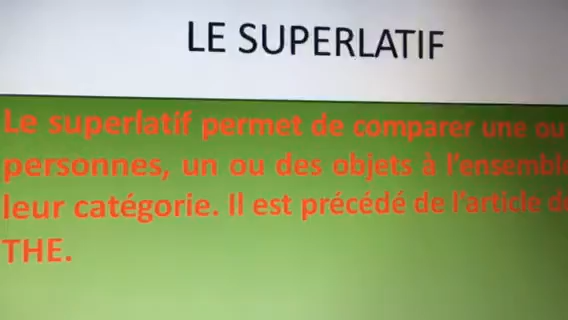 LE SUPERLATIF
Le superlatif permet de comparer une ou
personnes, un ou des objets à l'ensemble
leur catégorie. Il est précédé de l'article
THE.